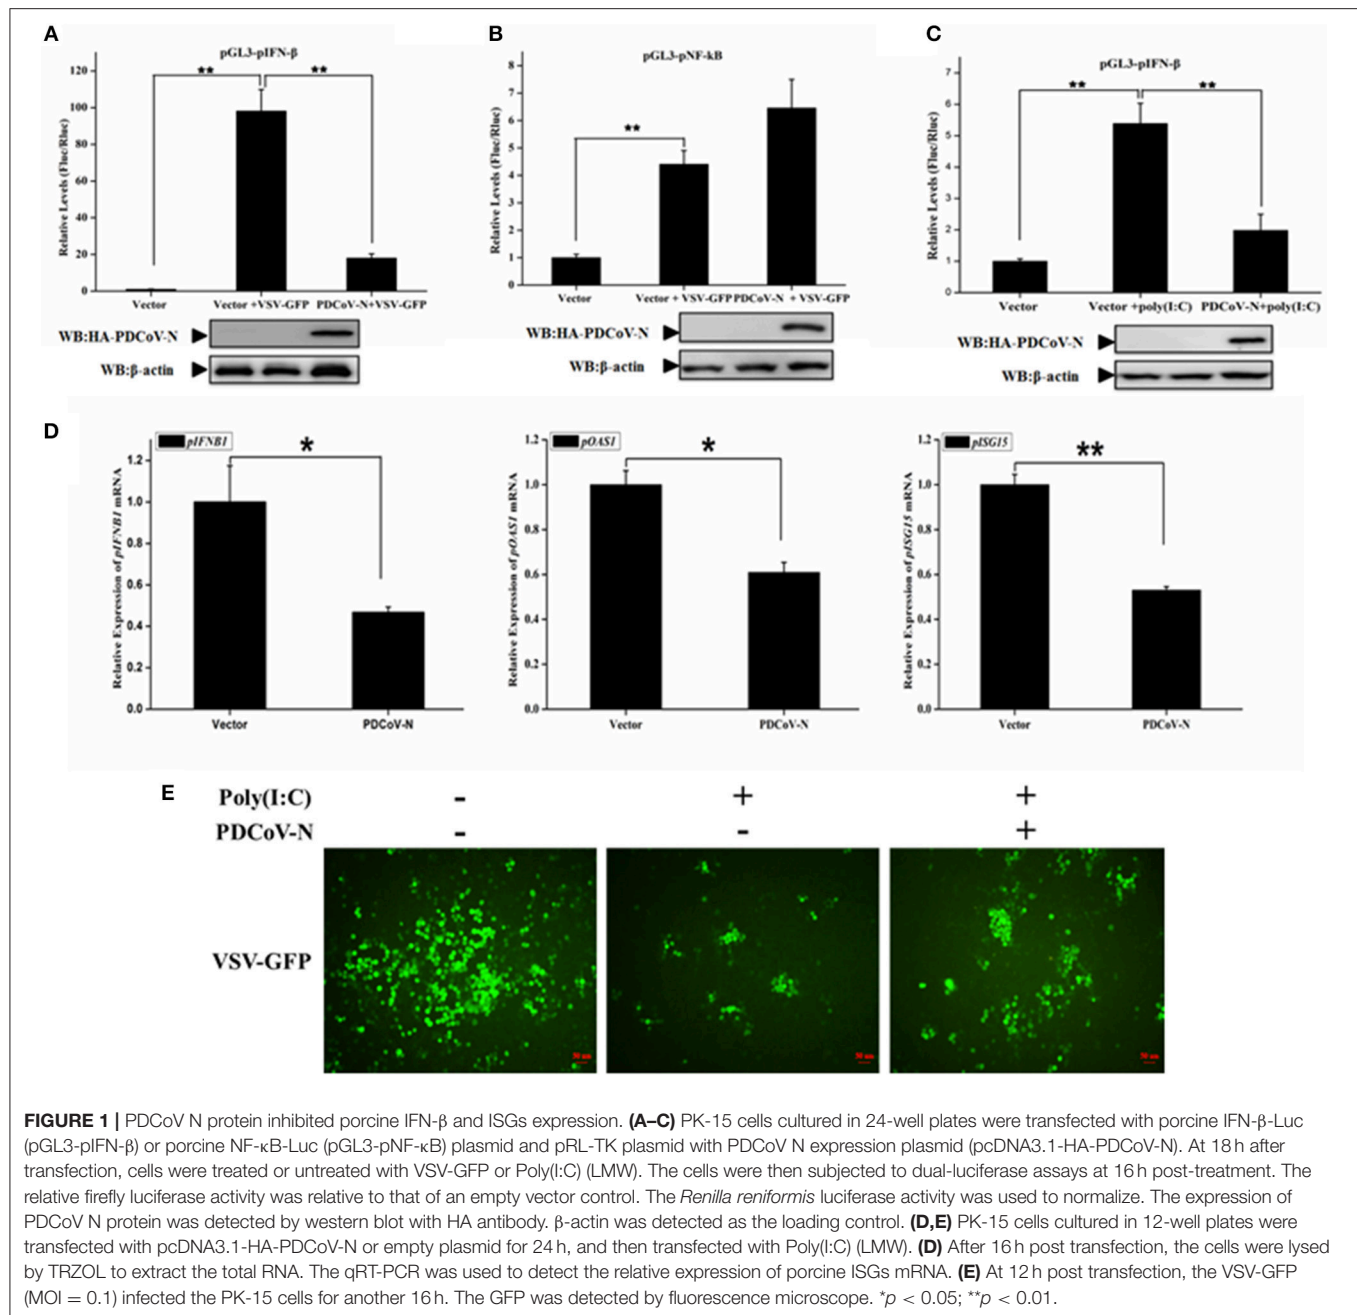 A
pGL3-pIFN-β
Relative Levels (Fluc/Rluc)
120
100
80
60
40
20
0
**
**
Vector
Vector +VSV-GFP
PDCoV-N+VSV-GFP
WB:HA-PDCoV-N
WB:β-actin
B
pGL3-pNF-kB
Relative Levels (Fluc/Rluc)
8
7
6
5
4
3
2
1
0
**
Vector
Vector + VSV-GFP
PDCoV-N + VSV-GFP
WB:HA-PDCoV-N
WB:β-actin
C
pGL3-pIFN-β
Relative Levels (Fluc/Rluc)
7
6
5
4
3
2
1
0
**
**
Vector
Vector +poly(I:C)
PDCoV-N+poly(I:C)
WB:HA-PDCoV-N
WB:β-actin
D
pIFNB1
Relative Expression of pIFNB1 mRNA
1.2
1.0
0.8
0.6
0.4
0.2
0.0
*
Vector
PDCoV-N
pOAS1
Relative Expression of pOAS1 mRNA
1.2
1.0
0.8
0.6
0.4
0.2
0.0
*
Vector
PDCoV-N
pISG15
Relative Expression of pISG15 mRNA
1.2
1.0
0.8
0.6
0.4
0.2
0.0
**
Vector
PDCoV-N
E
Poly(I:C) - + +
PDCoV-N - - +
VSV-GFP
FIGURE 1 | PDCoV N protein inhibited porcine IFN-β and ISGs expression. (A–C) PK-15 cells cultured in 24-well plates were transfected with porcine IFN-β-Luc
(pGL3-pIFN-β) or porcine NF-κB-Luc (pGL3-pNF-κB) plasmid and pRL-TK plasmid with PDCoV N expression plasmid (pcDNA3.1-HA-PDCoV-N). At 18 h after
transfection, cells were treated or untreated with VSV-GFP or Poly(I:C) (LMW). The cells were then subjected to dual-luciferase assays at 16 h post-treatment. The
relative firefly luciferase activity was relative to that of an empty vector control. The Renilla reniformis luciferase activity was used to normalize. The expression of
PDCoV N protein was detected by western blot with HA antibody. β-actin was detected as the loading control. (D,E) PK-15 cells cultured in 12-well plates were
transfected with pcDNA3.1-HA-PDCoV-N or empty plasmid for 24 h, and then transfected with Poly(I:C) (LMW). (D) After 16 h post transfection, the cells were lysed
by TRZOL to extract the total RNA. The qRT-PCR was used to detect the relative expression of porcine ISGs mRNA. (E) At 12 h post transfection, the VSV-GFP
(MOI = 0.1) infected the PK-15 cells for another 16 h. The GFP was detected by fluorescence microscope. *p < 0.05; **p < 0.01.